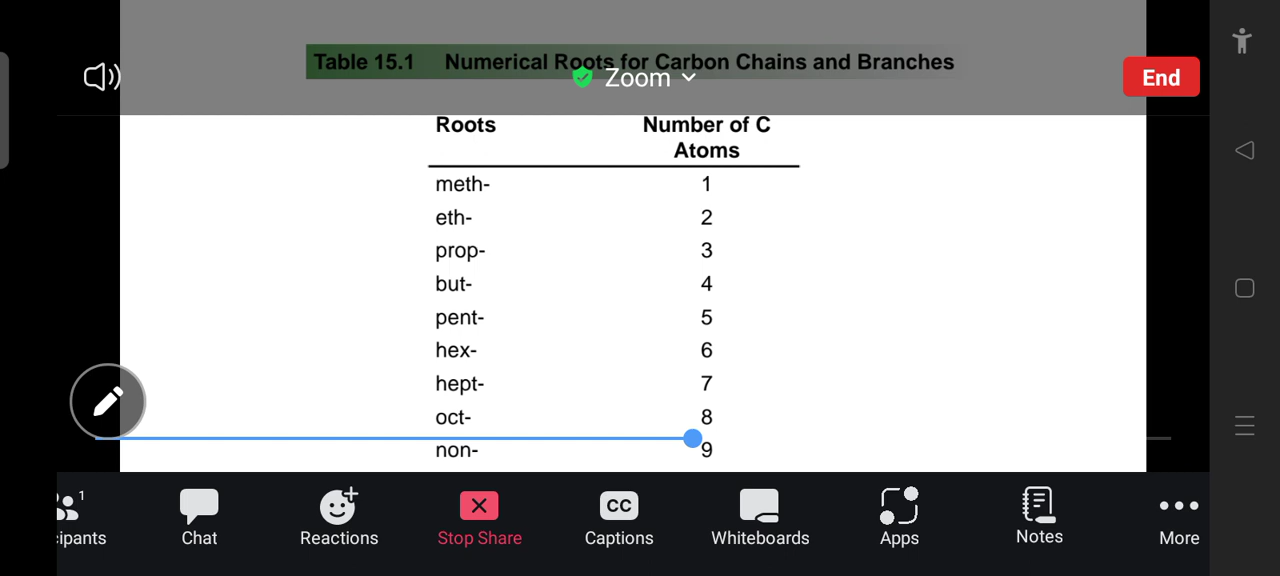 Table 15.1 Numerical Roots for Carbon Chains and Branches
Zoom
End
Roots Number of C
Atoms
meth- 1
eth- 2
prop- 3
but- 4
pent- 5
hex- 6
hept- 7
oct- 8
non- 9
1
cipants Chat Reactions Stop Share CC Captions Whiteboards Apps Notes More